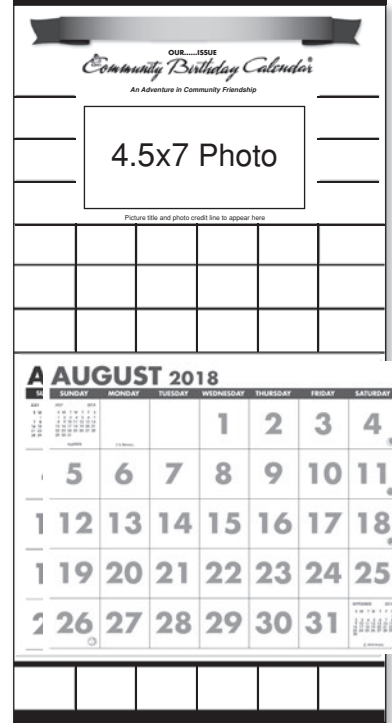 OUR......ISSUE
Community Birthday Calendar
An Adventure in Community Friendship
4.5x7 Photo
Picture title and photo credit line to appear here
AUGUST 2018
SUNDAY MONDAY TUESDAY WEDNESDAY THURSDAY FRIDAY SATURDAY
1 2 3 4
5 6 7 8 9 10 11
12 13 14 15 16 17 18
19 20 21 22 23 24 25
26 27 28 29 30 31